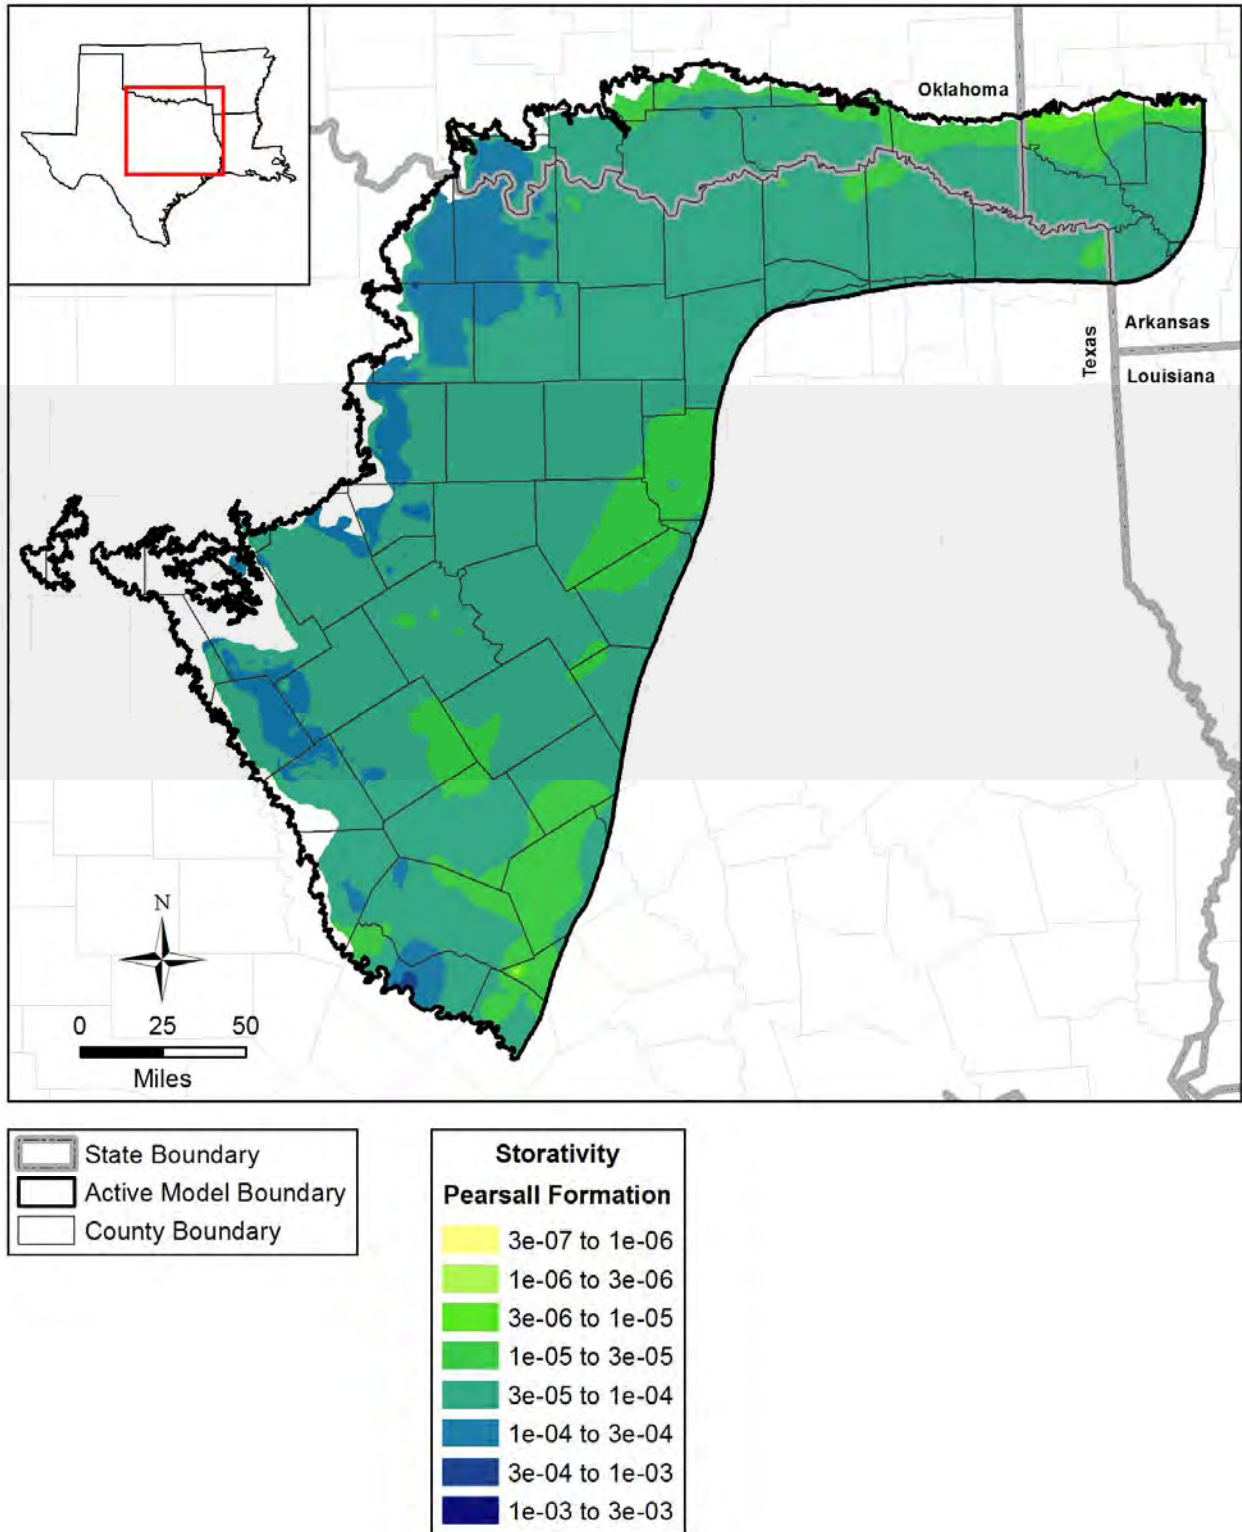 Oklahoma
Texas
Arkansas
Louisiana
N
0 25 50
Miles
State Boundary
Active Model Boundary
County Boundary
Storativity
Pearsall Formation
3e-07 to 1e-06
1e-06 to 3e-06
3e-06 to 1e-05
1e-05 to 3e-05
3e-05 to 1e-04
1e-04 to 3e-04
3e-04 to 1e-03
1e-03 to 3e-03